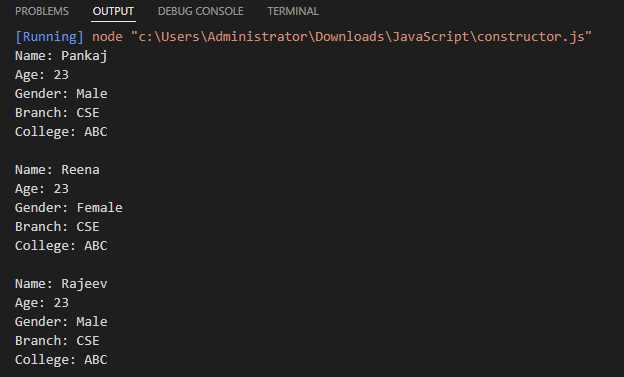 PROBLEMS OUTPUT DEBUG CONSOLE TERMINAL
[Running] node "c:\Users\Administrator\Downloads\JavaScript\constructor.js"
Name: Pankaj
Age: 23
Gender: Male
Branch: CSE
College: ABC
Name: Reena
Age: 23
Gender: Female
Branch: CSE
College: ABC
Name: Rajeev
Age: 23
Gender: Male
Branch: CSE
College: ABC